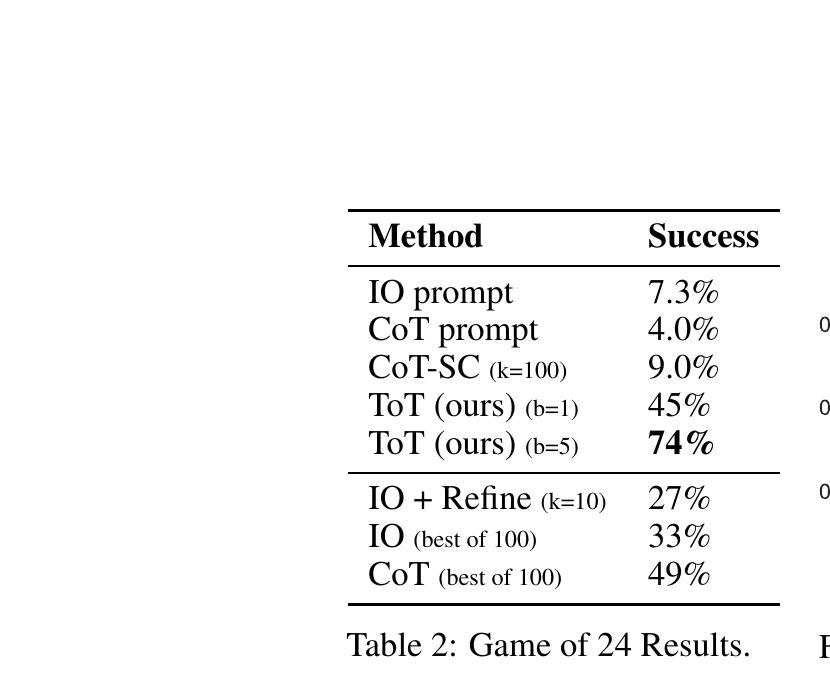 Method Success
IO prompt 7.3%
CoT prompt 4.0%
CoT-SC (k=100) 9.0%
ToT (ours) (b=1) 45%
ToT (ours) (b=5) 74%
IO + Refine (k=10) 27%
IO (best of 100) 33%
CoT (best of 100) 49%
Table 2: Game of 24 Results.
0
0
0